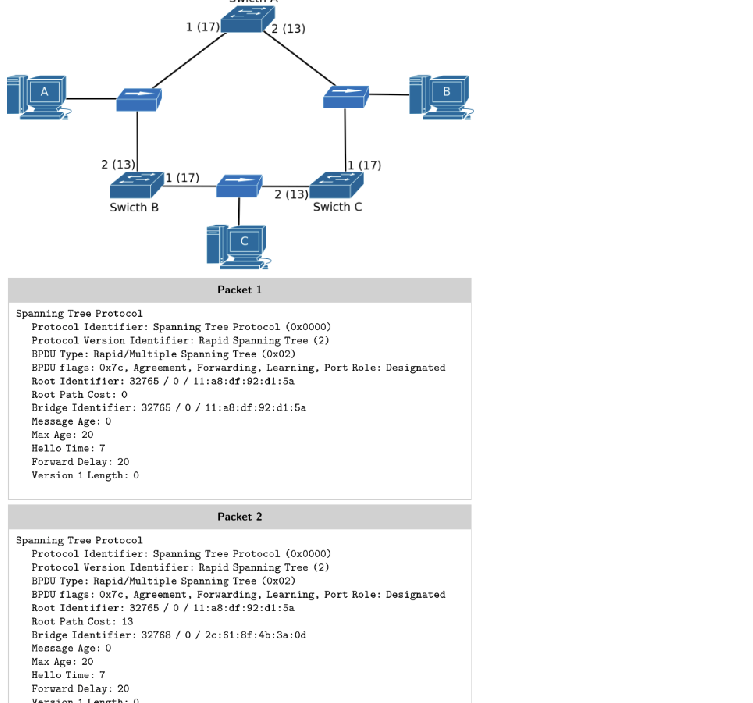 Swicth A
1 (17)
2 (13)
A
B
2 (13)
1 (17)
1 (17)
2 (13)
Swicth B
Swicth C
C
Packet 1
Spanning Tree Protocol
Protocol Identifier: Spanning Tree Protocol (0x0000)
Protocol Version Identifier: Rapid Spanning Tree (2)
BPDU Type: Rapid/Multiple Spanning Tree (0x02)
BPDU flags: 0x7c, Agreement, Forwarding, Learning, Port Role: Designated
Root Identifier: 32765 / 0 / 11:a8:df:92:d1:5a
Root Path Cost: 0
Bridge Identifier: 32765 / 0 / 11:a8:df:92:d1:5a
Message Age: 0
Max Age: 20
Hello Time: 7
Forward Delay: 20
Version 1 Length: 0
Packet 2
Spanning Tree Protocol
Protocol Identifier: Spanning Tree Protocol (0x0000)
Protocol Version Identifier: Rapid Spanning Tree (2)
BPDU Type: Rapid/Multiple Spanning Tree (0x02)
BPDU flags: 0x7c, Agreement, Forwarding, Learning, Port Role: Designated
Root Identifier: 32765 / 0 / 11:a8:df:92:d1:5a
Root Path Cost: 13
Bridge Identifier: 32768 / 0 / 2c:61:8f:4b:3a:0d
Message Age: 0
Max Age: 20
Hello Time: 7
Forward Delay: 20
Version 1 Length: 0